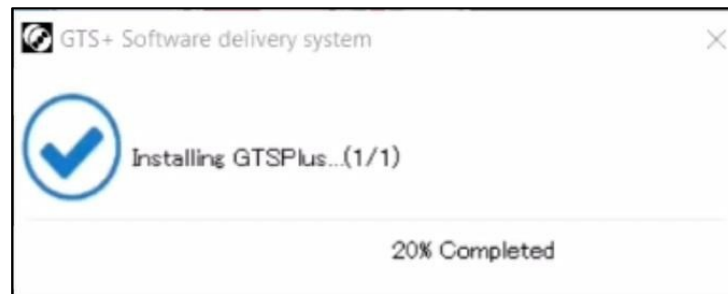 GTS+ Software delivery system
Installing GTSPlus...(1/1)
20% Completed